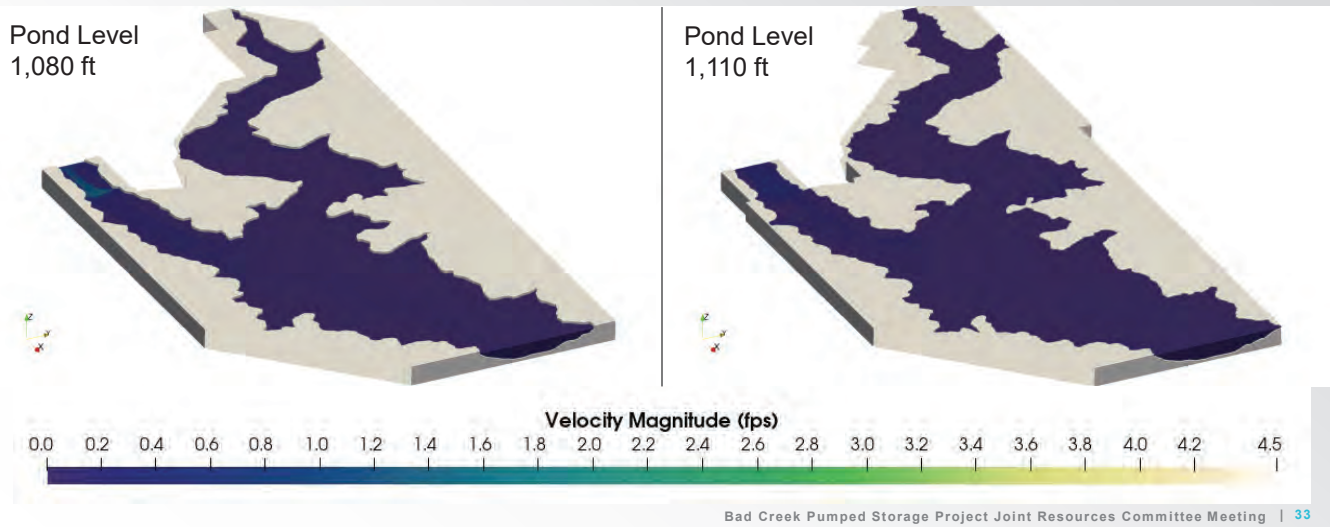 Pond Level
1,080 ft
Pond Level
1,110 ft
Z
Y
X
Z
Y
X
Velocity Magnitude (fps)
0.0 0.2 0.4 0.6 0.8 1.0 1.2 1.4 1.6 1.8 2.0 2.2 2.4 2.6 2.8 3.0 3.2 3.4 3.6 3.8 4.0 4.2 4.5
Bad Creek Pumped Storage Project Joint Resources Committee Meeting | 33